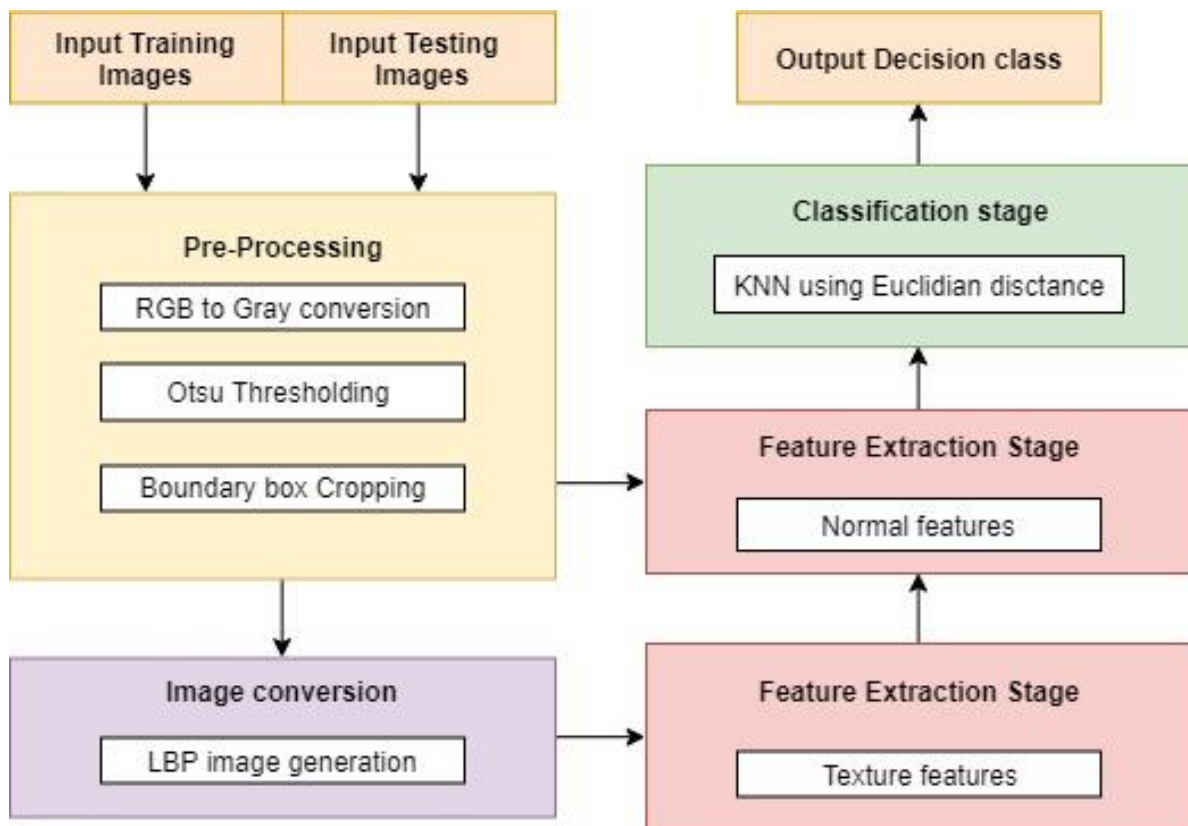 Input Training
Images
Input Testing
Images
Output Decision class
Pre-Processing
RGB to Gray conversion
Otsu Thresholding
Boundary box Cropping
Classification stage
KNN using Euclidian disctance
Feature Extraction Stage
Normal features
Image conversion
LBP image generation
Feature Extraction Stage
Texture features